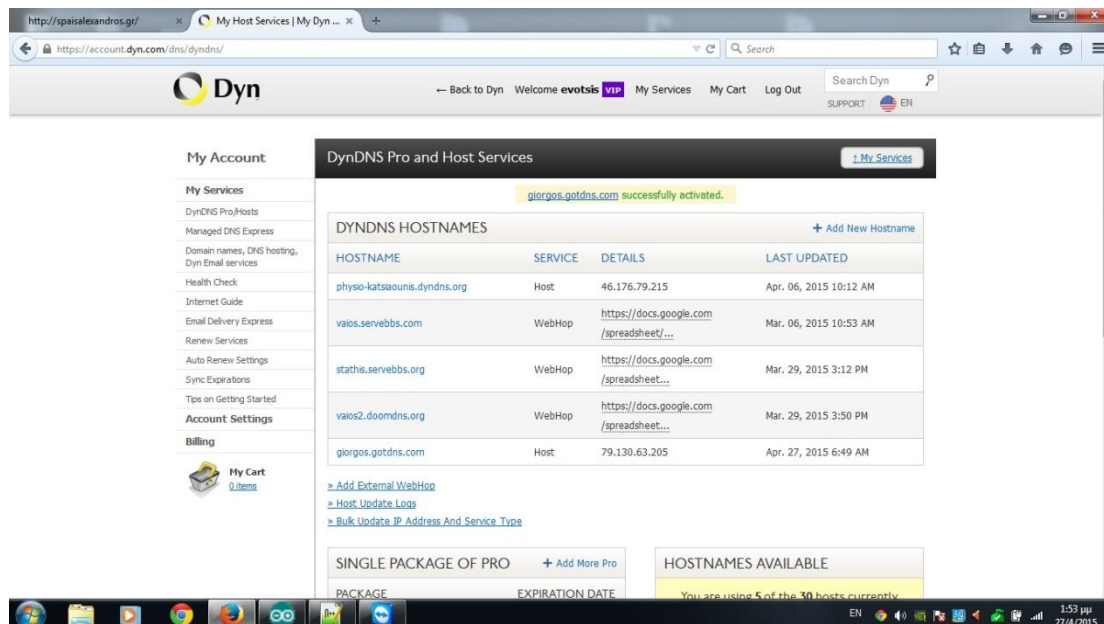 http://spaisalexandros.gr/
My Host Services | My Dyn ...
https://account.dyn.com/dns/dyndns/
Search
Dyn
← Back to Dyn Welcome evotsis VIP My Services My Cart Log Out
Search Dyn
SUPPORT EN
My Account
My Services
DynDNS Pro/Hosts
Managed DNS Express
Domain names, DNS hosting,
Dyn Email services
Health Check
Internet Guide
Email Delivery Express
Renew Services
Auto Renew Settings
Sync Expirations
Tips on Getting Started
Account Settings
Billing
My Cart
0 items
DynDNS Pro and Host Services
↑ My Services
giorgos.gotdns.com successfully activated.
DYNDNS HOSTNAMES
+ Add New Hostname
HOSTNAME SERVICE DETAILS LAST UPDATED
physio-katsiaounis.dyndns.org Host 46.176.79.215 Apr. 06, 2015 10:12 AM
vaios.servebbs.com WebHop https://docs.google.com
/spreadsheet/... Mar. 06, 2015 10:53 AM
stathis.servebbs.org WebHop https://docs.google.com
/spreadsheet... Mar. 29, 2015 3:12 PM
vaios2.doomdns.org WebHop https://docs.google.com
/spreadsheet... Mar. 29, 2015 3:50 PM
giorgos.gotdns.com Host 79.130.63.205 Apr. 27, 2015 6:49 AM
» Add External WebHop
» Host Update Logs
» Bulk Update IP Address And Service Type
SINGLE PACKAGE OF PRO
+ Add More Pro
PACKAGE EXPIRATION DATE
HOSTNAMES AVAILABLE
You are using 5 of the 30 hosts currently
EN
1:53 μμ
27/4/2015